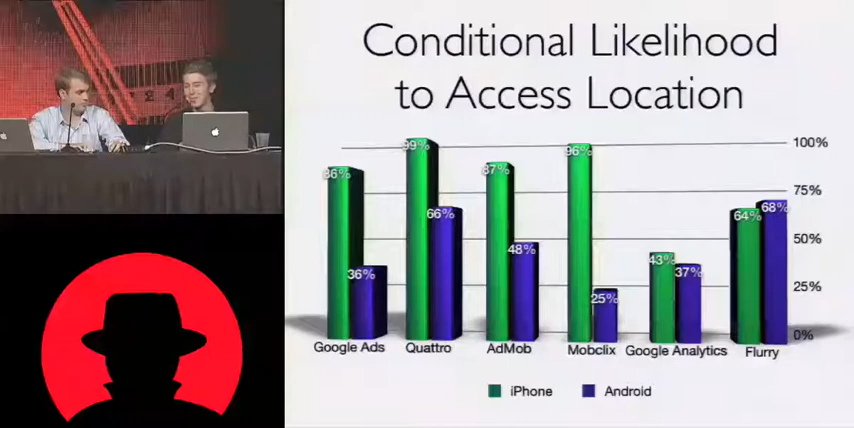 Conditional Likelihood
to Access Location
86%
36%
99%
66%
87%
48%
96%
25%
43%
37%
64%
68%
100%
75%
50%
25%
0%
Google Ads
Quattro
AdMob
Mobclix
Google Analytics
Flurry
iPhone
Android